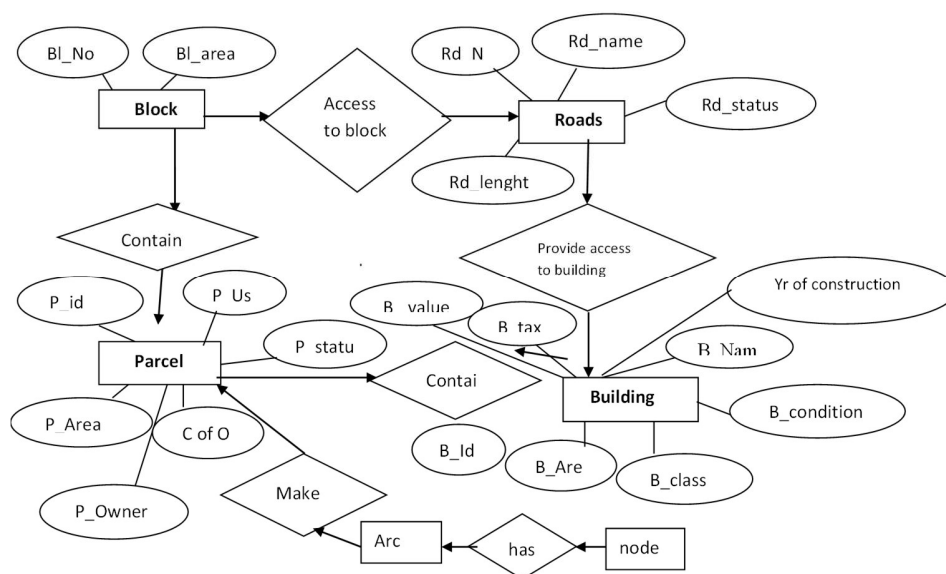 Bl_No
Bl_area
Rd_N
Rd_name
Rd_status
Block
Access
to block
Roads
Rd_lenght
Contain
Provide access
to building
P_id
P_Us
B_value
B_tax
Yr of construction
P_statu
B_Nam
Parcel
Contai
Building
B_condition
P_Area
C of O
B_Id
B_Are
B_class
P_Owner
Make
Arc
has
node